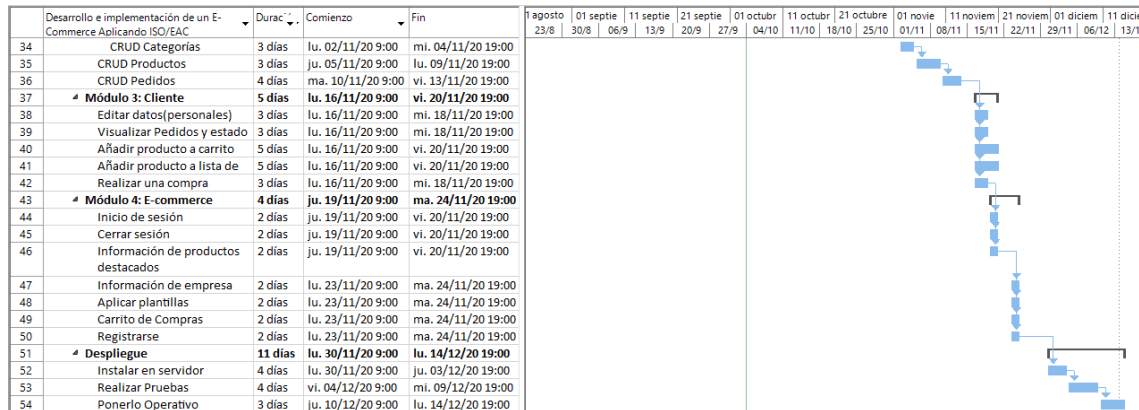 Desarrollo e implementación de un E-
Commerce Aplicando ISO/EAC
Comienzo
Fin
1 agosto 01 septie 11 septie 21 septie 01 octubr 11 octubr 21 octubre 01 novie 11 noviem 21 noviem 01 diciem 11 dicie
23/8 30/8 06/9 13/9 20/9 27/9 04/10 11/10 18/10 25/10 01/11 08/11 15/11 22/11 29/11 06/12 13/1
34 CRUD Categorías 3 días lu. 02/11/20 9:00 mi. 04/11/20 19:00
35 CRUD Productos 3 días ju. 05/11/20 9:00 lu. 09/11/20 19:00
36 CRUD Pedidos 4 días ma. 10/11/20 9:00 vi. 13/11/20 19:00
37 Módulo 3: Cliente 5 días lu. 16/11/20 9:00 vi. 20/11/20 19:00
38 Editar datos(personales) 3 días lu. 16/11/20 9:00 mi. 18/11/20 19:00
39 Visualizar Pedidos y estado 3 días lu. 16/11/20 9:00 mi. 18/11/20 19:00
40 Añadir producto a carrito 5 días lu. 16/11/20 9:00 vi. 20/11/20 19:00
41 Añadir producto a lista de 5 días lu. 16/11/20 9:00 vi. 20/11/20 19:00
42 Realizar una compra 3 días lu. 16/11/20 9:00 mi. 18/11/20 19:00
43 Módulo 4: E-commerce 4 días ju. 19/11/20 9:00 ma. 24/11/20 19:00
44 Inicio de sesión 2 días ju. 19/11/20 9:00 vi. 20/11/20 19:00
45 Cerrar sesión 2 días ju. 19/11/20 9:00 vi. 20/11/20 19:00
46 Información de productos 2 días ju. 19/11/20 9:00 vi. 20/11/20 19:00
destacados
47 Información de empresa 2 días lu. 23/11/20 9:00 ma. 24/11/20 19:00
48 Aplicar plantillas 2 días lu. 23/11/20 9:00 ma. 24/11/20 19:00
49 Carrito de Compras 2 días lu. 23/11/20 9:00 ma. 24/11/20 19:00
50 Registrarse 2 días lu. 23/11/20 9:00 ma. 24/11/20 19:00
51 Despliegue 11 días lu. 30/11/20 9:00 lu. 14/12/20 19:00
52 Instalar en servidor 4 días lu. 30/11/20 9:00 ju. 03/12/20 19:00
53 Realizar Pruebas 4 días vi. 04/12/20 9:00 mi. 09/12/20 19:00
54 Ponerlo Operativo 3 días ju. 10/12/20 9:00 lu. 14/12/20 19:00